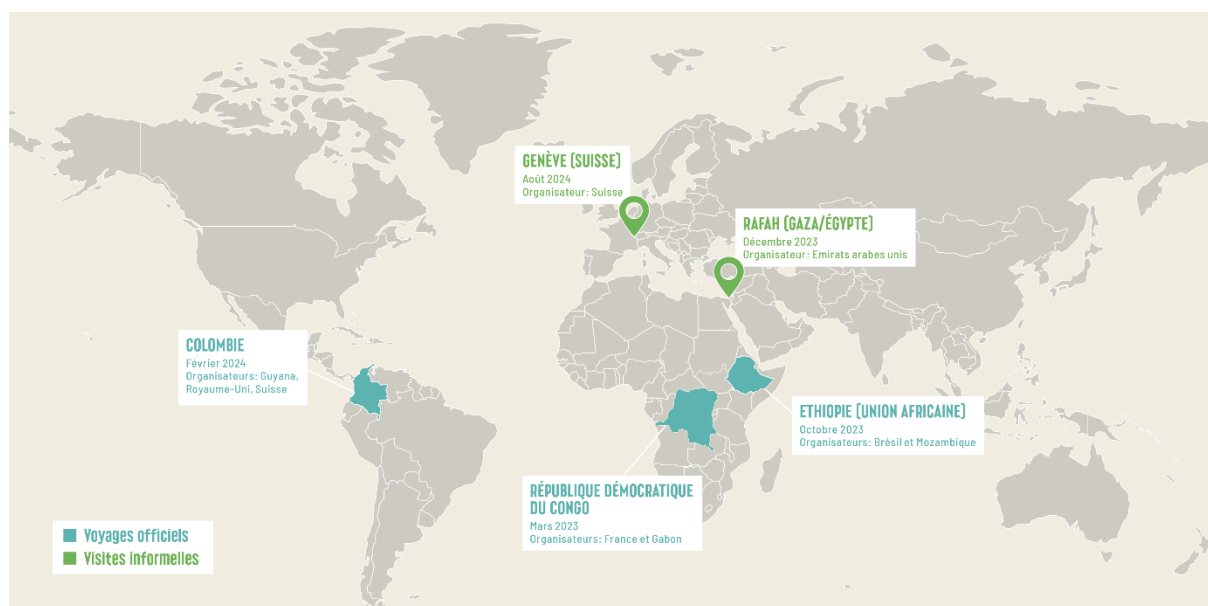 GENÈVE (SUISSE)
Août 2024
Organisateur: Suisse
RAFAH (GAZA/ÉGYPTE)
Décembre 2023
Organisateur: Emirats arabes unis
COLOMBIE
Février 2024
Organisateurs: Guyana,
Royaume-Uni, Suisse
ETHIOPIE (UNION AFRICAINE)
Octobre 2023
Organisateurs: Brésil et Mozambique
RÉPUBLIQUE DÉMOCRATIQUE
DU CONGO
Mars 2023
Organisateurs: France et Gabon
Voyages officiels
Visites informelles